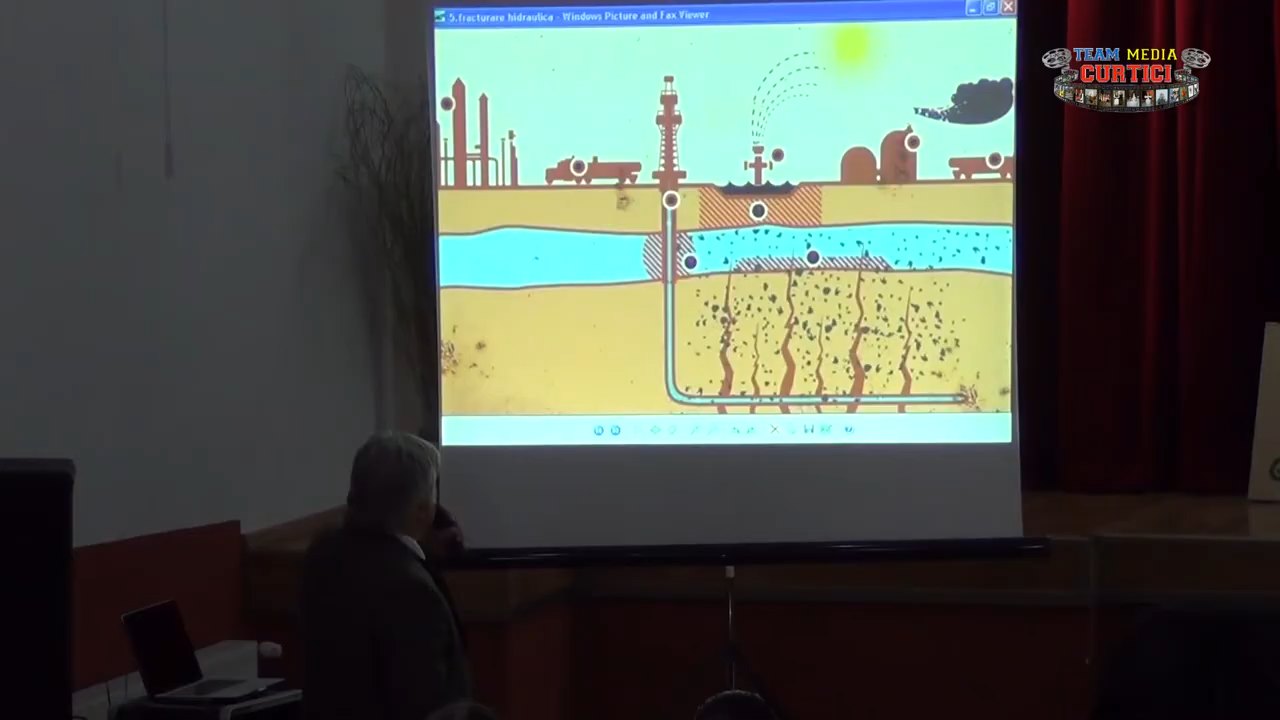 5.fracturare hidraulica - Windows Picture and Fax Viewer
TEAM MEDIA
CURTICI